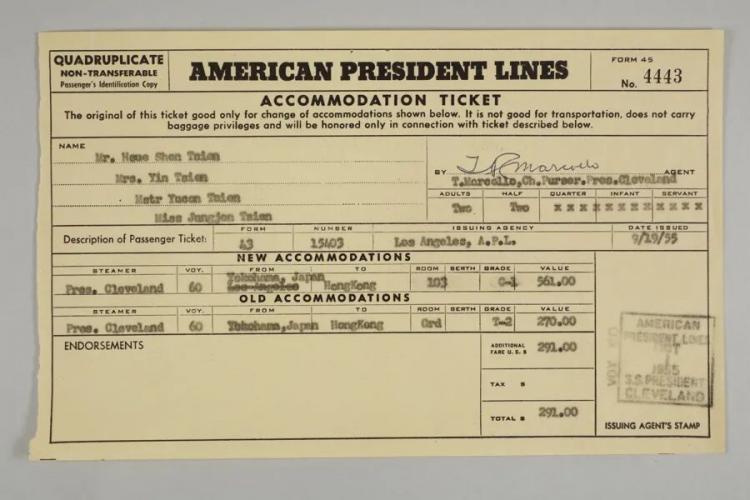 QUADRUPLICATE
NON-TRANSFERABLE
Passenger's Identification Copy
AMERICAN PRESIDENT LINES
FORM 45
No. 4443
ACCOMMODATION TICKET
The original of this ticket good only for change of accommodations shown below. It is not good for transportation, does not carry
baggage privileges and will be honored only in connection with ticket described below.
NAME
Mr. Hsue Shen Tsien
Mrs. Yin Tsien
Mstr Yucon Tsien
Miss Jungjen Tsien
BY T. Marcollo AGENT
T.Marcollo,Ch.Purser.Pres.Cleveland
ADULTS HALF QUARTER INFANT SERVANT
Two Two x x x x x x x x x x x x x
Description of Passenger Ticket:
FORM NUMBER ISSUING AGENCY DATE ISSUED
43 15403 Los Angeles, A.P.L. 9/19/55
NEW ACCOMMODATIONS
STEAMER VOY. FROM TO ROOM BERTH GRADE VALUE
Yokohama, Japan
Pres. Cleveland 60 Los Angeles HongKong 103 C-1 561.00
OLD ACCOMMODATIONS
STEAMER VOY. FROM TO ROOM BERTH GRADE VALUE
Pres. Cleveland 60 Yokohama,Japan HongKong Grd T-2 270.00
ENDORSEMENTS
ADDITIONAL
FARE U. S. $ 291.00
TAX $
TOTAL $ 291.00
AMERICAN
PRESIDENT LINES
1955
S.S. PRESIDENT
CLEVELAND
VOY
ISSUING AGENT'S STAMP